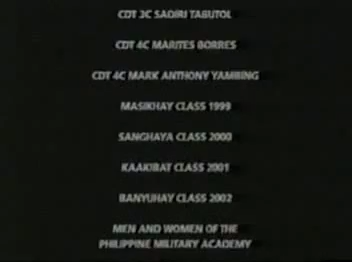 CDT 3C SADIRI TABUTOL
CDT 4C MARITES BORRES
CDT 4C MARK ANTHONY YAMBING
MASIKHAY CLASS 1999
SANGHAYA CLASS 2000
KAAKIBAT CLASS 2001
BANYUHAY CLASS 2002
MEN AND WOMEN OF THE
PHILIPPINE MILITARY ACADEMY